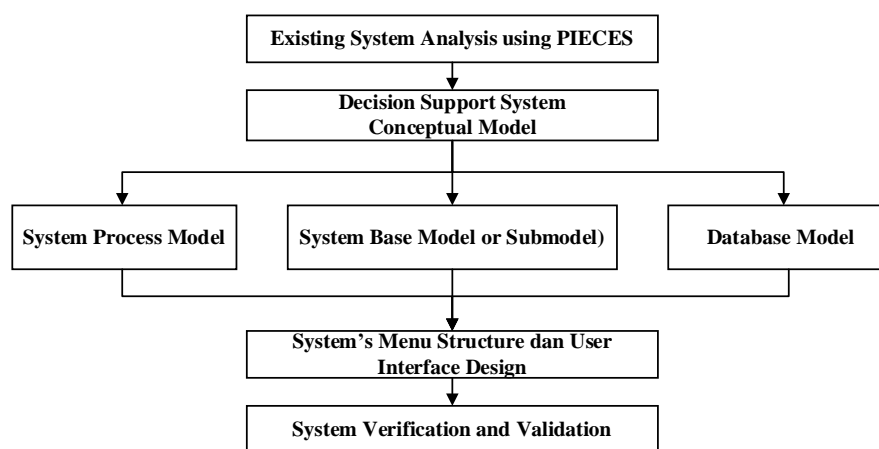 Existing System Analysis using PIECES
Decision Support System
Conceptual Model
System Process Model
System Base Model or Submodel)
Database Model
System’s Menu Structure dan User
Interface Design
System Verification and Validation